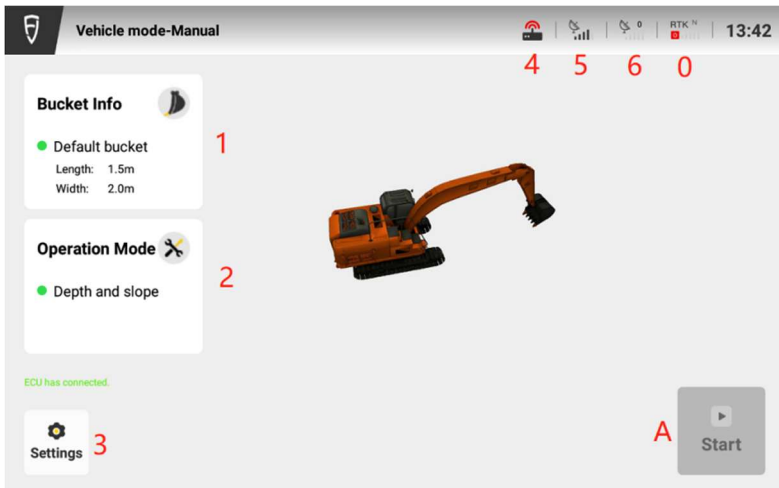 Vehicle mode-Manual
0
RTK N
13:42
4
5
6
0
Bucket Info
Default bucket
Length: 1.5m
Width: 2.0m
1
Operation Mode
Depth and slope
2
ECU has connected.
Settings
3
A
Start